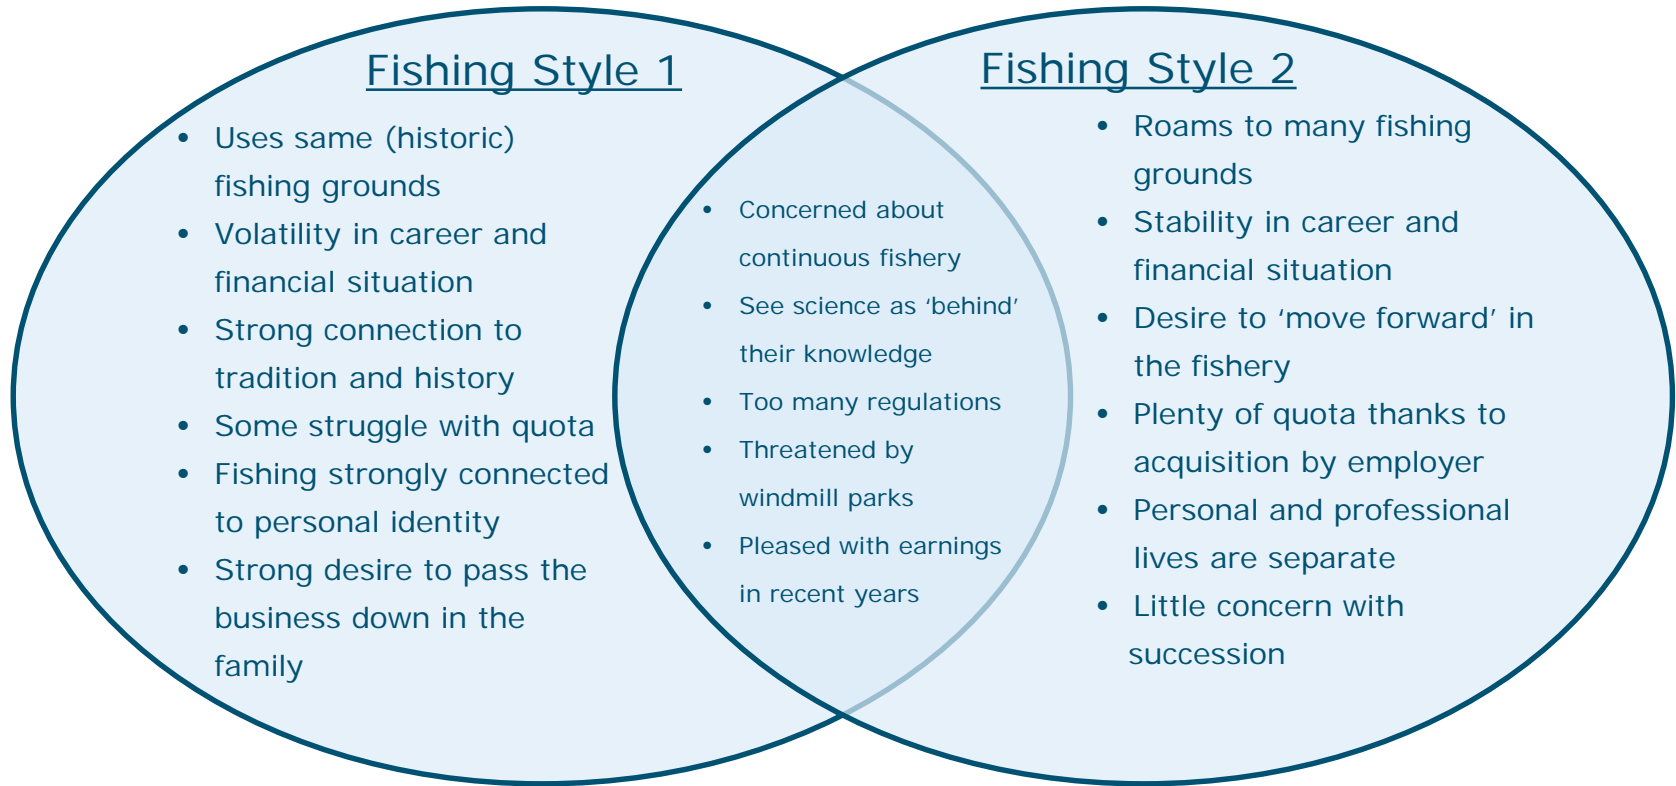 Fishing Style 1
• Uses same (historic)
fishing grounds
• Volatility in career and
financial situation
• Strong connection to
tradition and history
• Some struggle with quota
• Fishing strongly connected
to personal identity
• Strong desire to pass the
business down in the
family
• Concerned about
continuous fishery
• See science as ‘behind’
their knowledge
• Too many regulations
• Threatened by
windmill parks
• Pleased with earnings
in recent years
Fishing Style 2
• Roams to many fishing
grounds
• Stability in career and
financial situation
• Desire to ‘move forward’ in
the fishery
• Plenty of quota thanks to
acquisition by employer
• Personal and professional
lives are separate
• Little concern with
succession